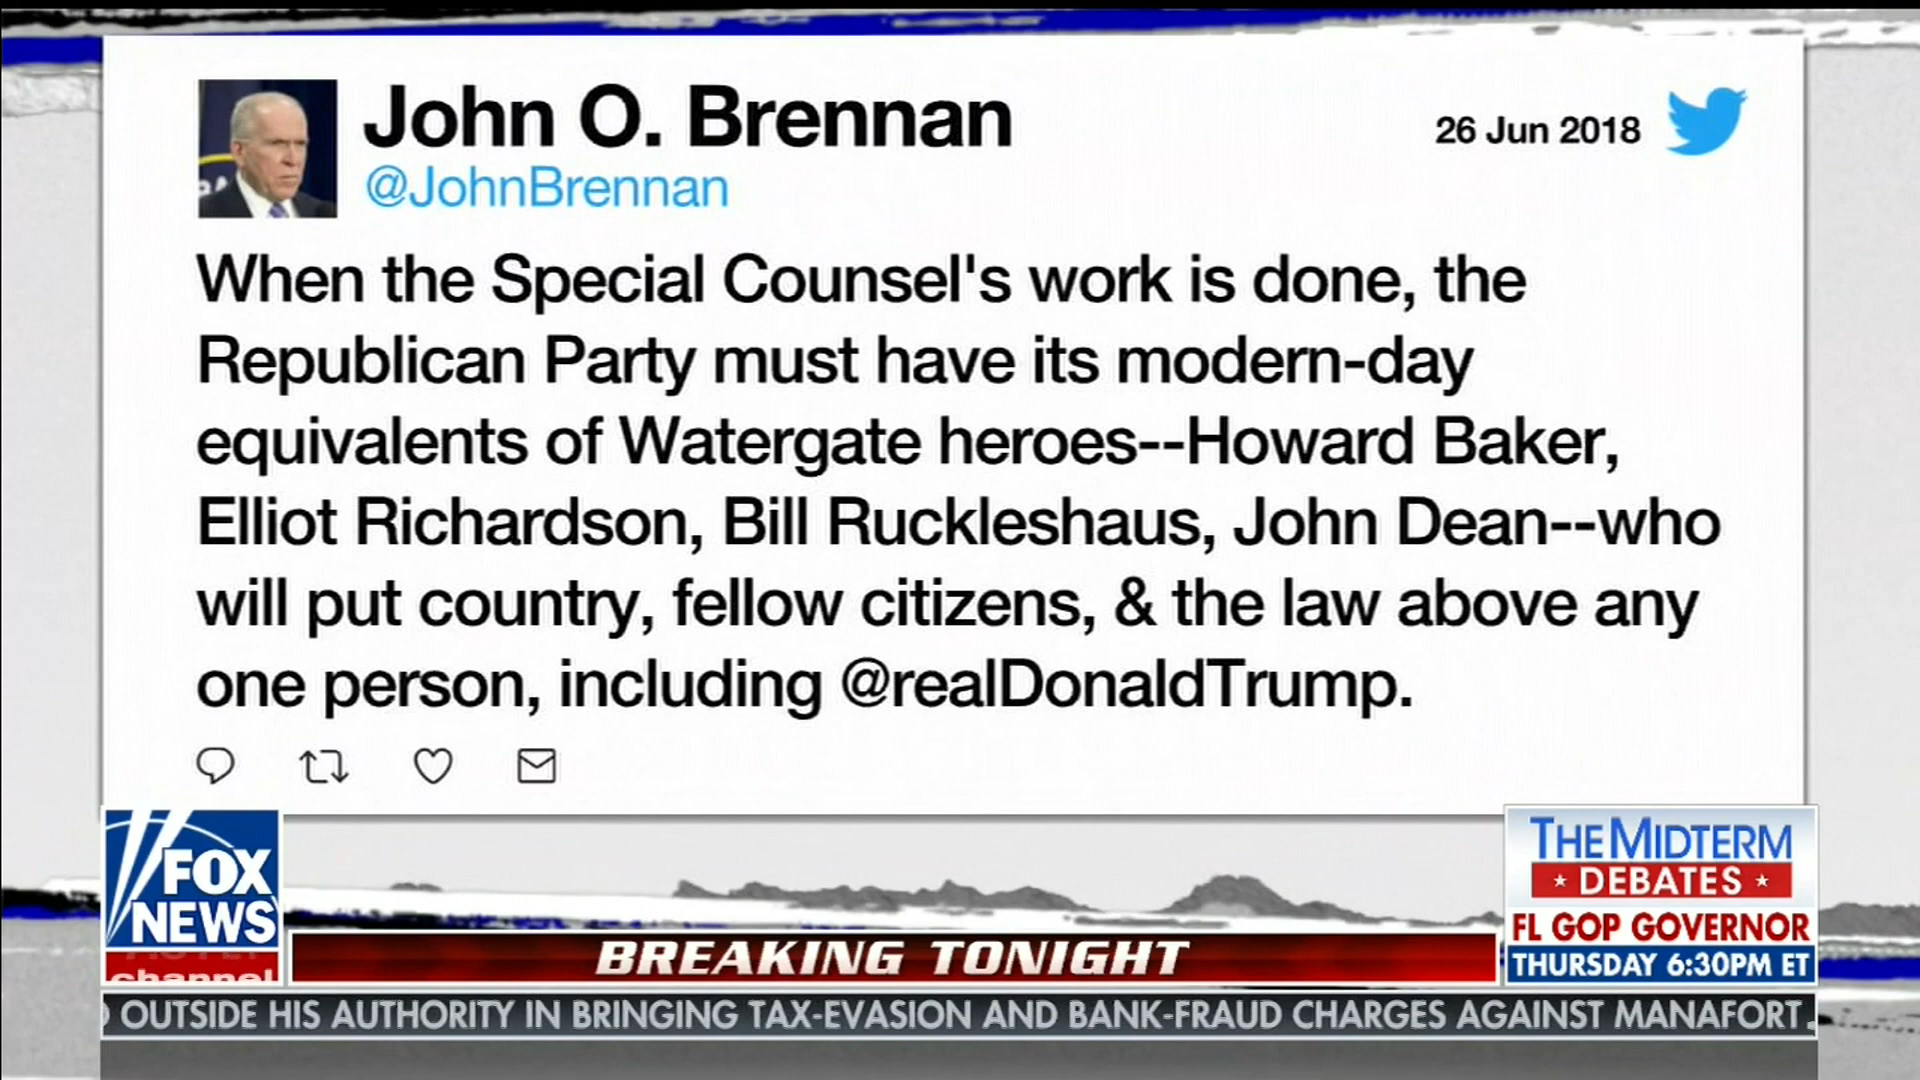 John O. Brennan
@JohnBrennan
26 Jun 2018
When the Special Counsel's work is done, the
Republican Party must have its modern-day
equivalents of Watergate heroes--Howard Baker,
Elliot Richardson, Bill Ruckleshaus, John Dean--who
will put country, fellow citizens, & the law above any
one person, including @realDonaldTrump.
FOX
NEWS
channel
BREAKING TONIGHT
THE MIDTERM
DEBATES
FL GOP GOVERNOR
THURSDAY 6:30PM ET
OUTSIDE HIS AUTHORITY IN BRINGING TAX-EVASION AND BANK-FRAUD CHARGES AGAINST MANAFORT